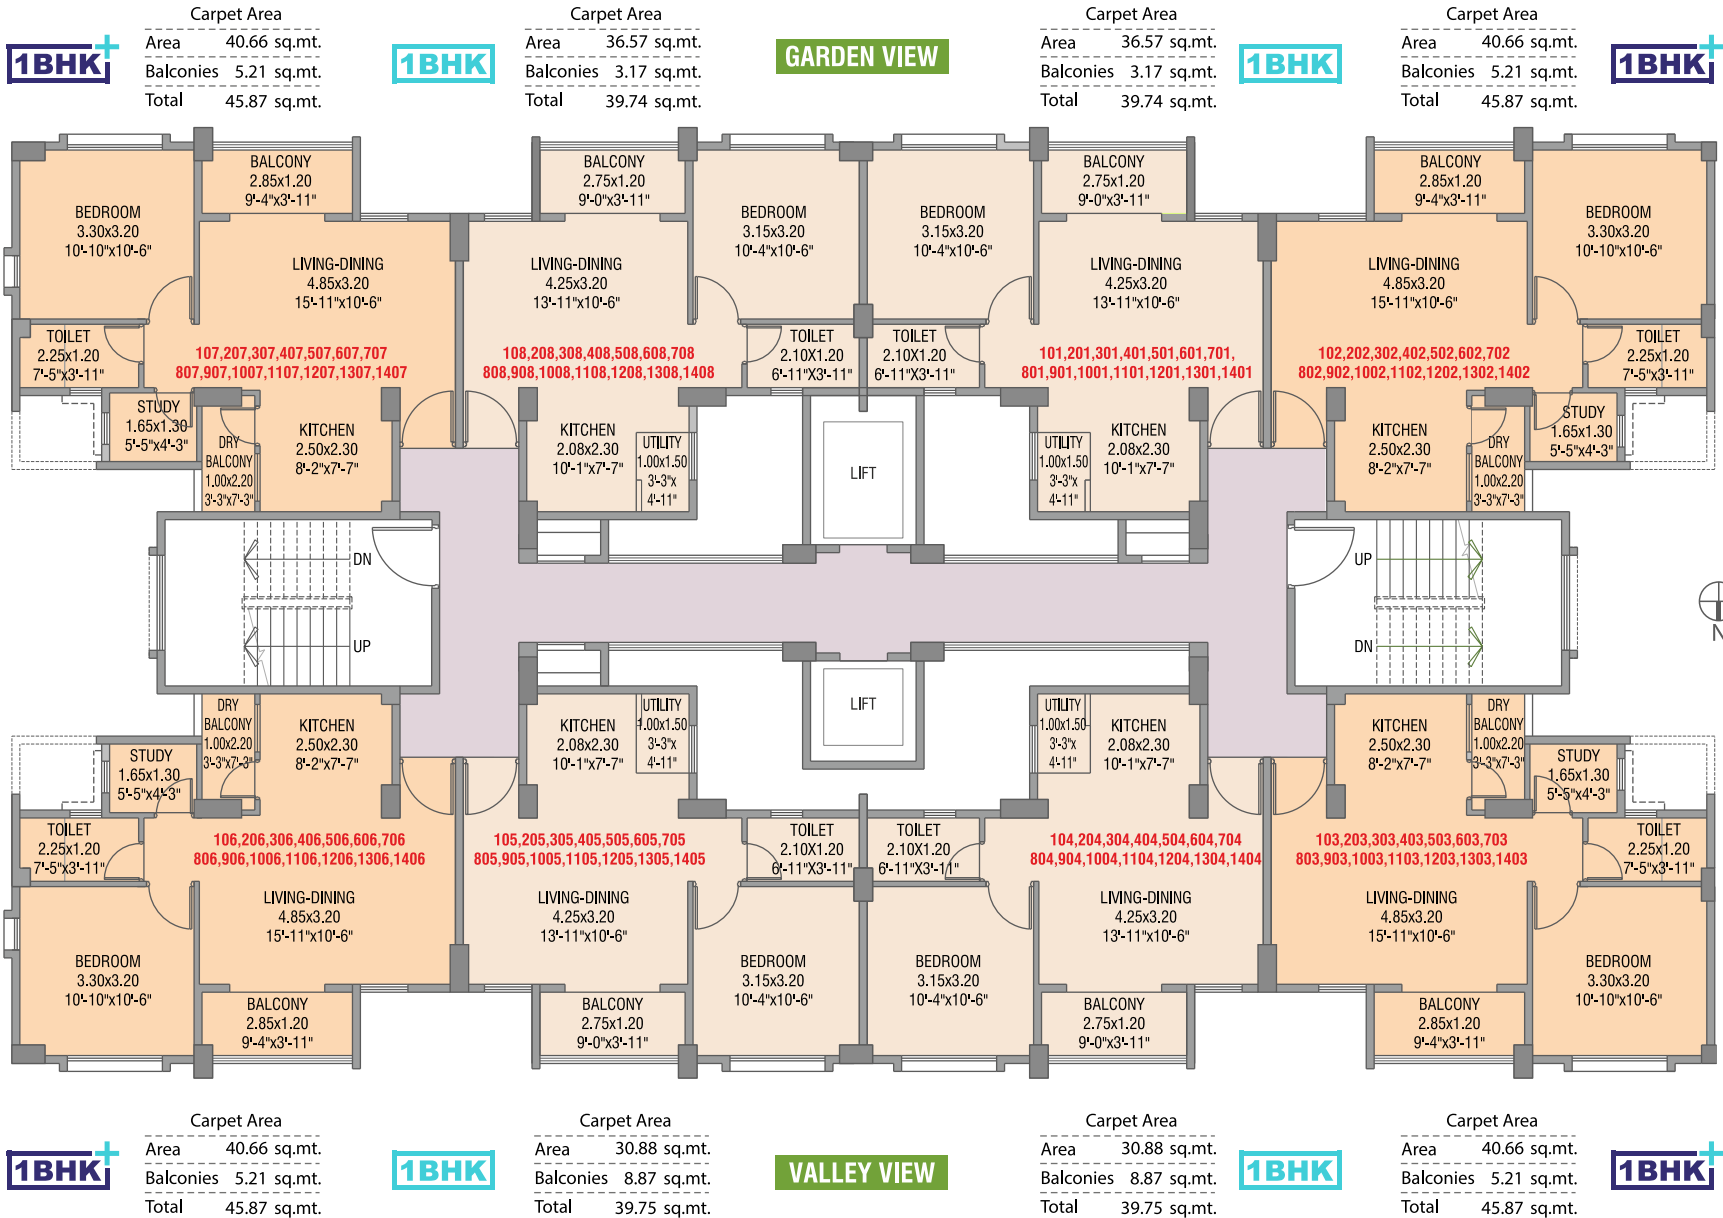 1BHK+
Carpet Area
Area 40.66 sq.mt.
Balconies 5.21 sq.mt.
Total 45.87 sq.mt.
1BHK
Carpet Area
Area 36.57 sq.mt.
Balconies 3.17 sq.mt.
Total 39.74 sq.mt.
GARDEN VIEW
Carpet Area
Area 36.57 sq.mt.
Balconies 3.17 sq.mt.
Total 39.74 sq.mt.
1BHK
Carpet Area
Area 40.66 sq.mt.
Balconies 5.21 sq.mt.
Total 45.87 sq.mt.
1BHK+
BEDROOM
3.30x3.20
10'-10"x10'-6"
BALCONY
2.85x1.20
9'-4"x3'-11"
LIVING-DINING
4.85x3.20
15'-11"x10'-6"
TOILET
2.25x1.20
7'-5"x3'-11"
107,207,307,407,507,607,707
807,907,1007,1107,1207,1307,1407
STUDY
1.65x1.30
5'-5"x4'-3"
DRY
BALCONY
1.00x2.20
3'-3"x7'-3"
KITCHEN
2.50x2.30
8'-2"x7'-7"
BALCONY
2.75x1.20
9'-0"x3'-11"
BEDROOM
3.15x3.20
10'-4"x10'-6"
LIVING-DINING
4.25x3.20
13'-11"x10'-6"
TOILET
2.10X1.20
6'-11"X3'-11"
108,208,308,408,508,608,708
808,908,1008,1108,1208,1308,1408
KITCHEN
2.08x2.30
10'-1"x7'-7"
UTILITY
1.00x1.50
3'-3"x
4'-11"
LIFT
BEDROOM
3.15x3.20
10'-4"x10'-6"
BALCONY
2.75x1.20
9'-0"x3'-11"
LIVING-DINING
4.25x3.20
13'-11"x10'-6"
TOILET
2.10X1.20
6'-11"X3'-11"
101,201,301,401,501,601,701,
801,901,1001,1101,1201,1301,1401
UTILITY
1.00x1.50
3'-3"x
4'-11"
KITCHEN
2.08x2.30
10'-1"x7'-7"
BALCONY
2.85x1.20
9'-4"x3'-11"
BEDROOM
3.30x3.20
10'-10"x10'-6"
LIVING-DINING
4.85x3.20
15'-11"x10'-6"
TOILET
2.25x1.20
7'-5"x3'-11"
102,202,302,402,502,602,702
802,902,1002,1102,1202,1302,1402
KITCHEN
2.50x2.30
8'-2"x7'-7"
DRY
BALCONY
1.00x2.20
3'-3"x7'-3"
STUDY
1.65x1.30
5'-5"x4'-3"
DN
UP
UP
DN
N
DRY
BALCONY
1.00x2.20
3'-3"x7'-3"
KITCHEN
2.50x2.30
8'-2"x7'-7"
STUDY
1.65x1.30
5'-5"x4'-3"
TOILET
2.25x1.20
7'-5"x3'-11"
106,206,306,406,506,606,706
806,906,1006,1106,1206,1306,1406
LIVING-DINING
4.85x3.20
15'-11"x10'-6"
BEDROOM
3.30x3.20
10'-10"x10'-6"
BALCONY
2.85x1.20
9'-4"x3'-11"
KITCHEN
2.08x2.30
10'-1"x7'-7"
UTILITY
1.00x1.50
3'-3"x
4'-11"
LIFT
105,205,305,405,505,605,705
805,905,1005,1105,1205,1305,1405
TOILET
2.10X1.20
6'-11"X3'-11"
LIVING-DINING
4.25x3.20
13'-11"x10'-6"
BEDROOM
3.15x3.20
10'-4"x10'-6"
BALCONY
2.75x1.20
9'-0"x3'-11"
UTILITY
1.00x1.50
3'-3"x
4'-11"
KITCHEN
2.08x2.30
10'-1"x7'-7"
TOILET
2.10X1.20
6'-11"X3'-11"
104,204,304,404,504,604,704
804,904,1004,1104,1204,1304,1404
LIVING-DINING
4.25x3.20
13'-11"x10'-6"
BEDROOM
3.15x3.20
10'-4"x10'-6"
BALCONY
2.75x1.20
9'-0"x3'-11"
KITCHEN
2.50x2.30
8'-2"x7'-7"
DRY
BALCONY
1.00x2.20
3'-3"x7'-3"
STUDY
1.65x1.30
5'-5"x4'-3"
103,203,303,403,503,603,703
803,903,1003,1103,1203,1303,1403
TOILET
2.25x1.20
7'-5"x3'-11"
LIVING-DINING
4.85x3.20
15'-11"x10'-6"
BEDROOM
3.30x3.20
10'-10"x10'-6"
BALCONY
2.85x1.20
9'-4"x3'-11"
1BHK+
Carpet Area
Area 40.66 sq.mt.
Balconies 5.21 sq.mt.
Total 45.87 sq.mt.
1BHK
Carpet Area
Area 30.88 sq.mt.
Balconies 8.87 sq.mt.
Total 39.75 sq.mt.
VALLEY VIEW
Carpet Area
Area 30.88 sq.mt.
Balconies 8.87 sq.mt.
Total 39.75 sq.mt.
1BHK
Carpet Area
Area 40.66 sq.mt.
Balconies 5.21 sq.mt.
Total 45.87 sq.mt.
1BHK+